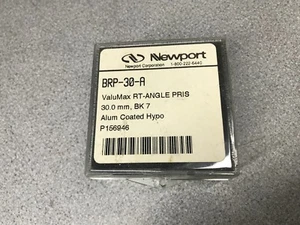 Newport
Newport Corporation 1-800-222-6440
BRP-30-A
ValuMax RT-ANGLE PRIS
30.0 mm, BK 7
Alum Coated Hypo
P156946